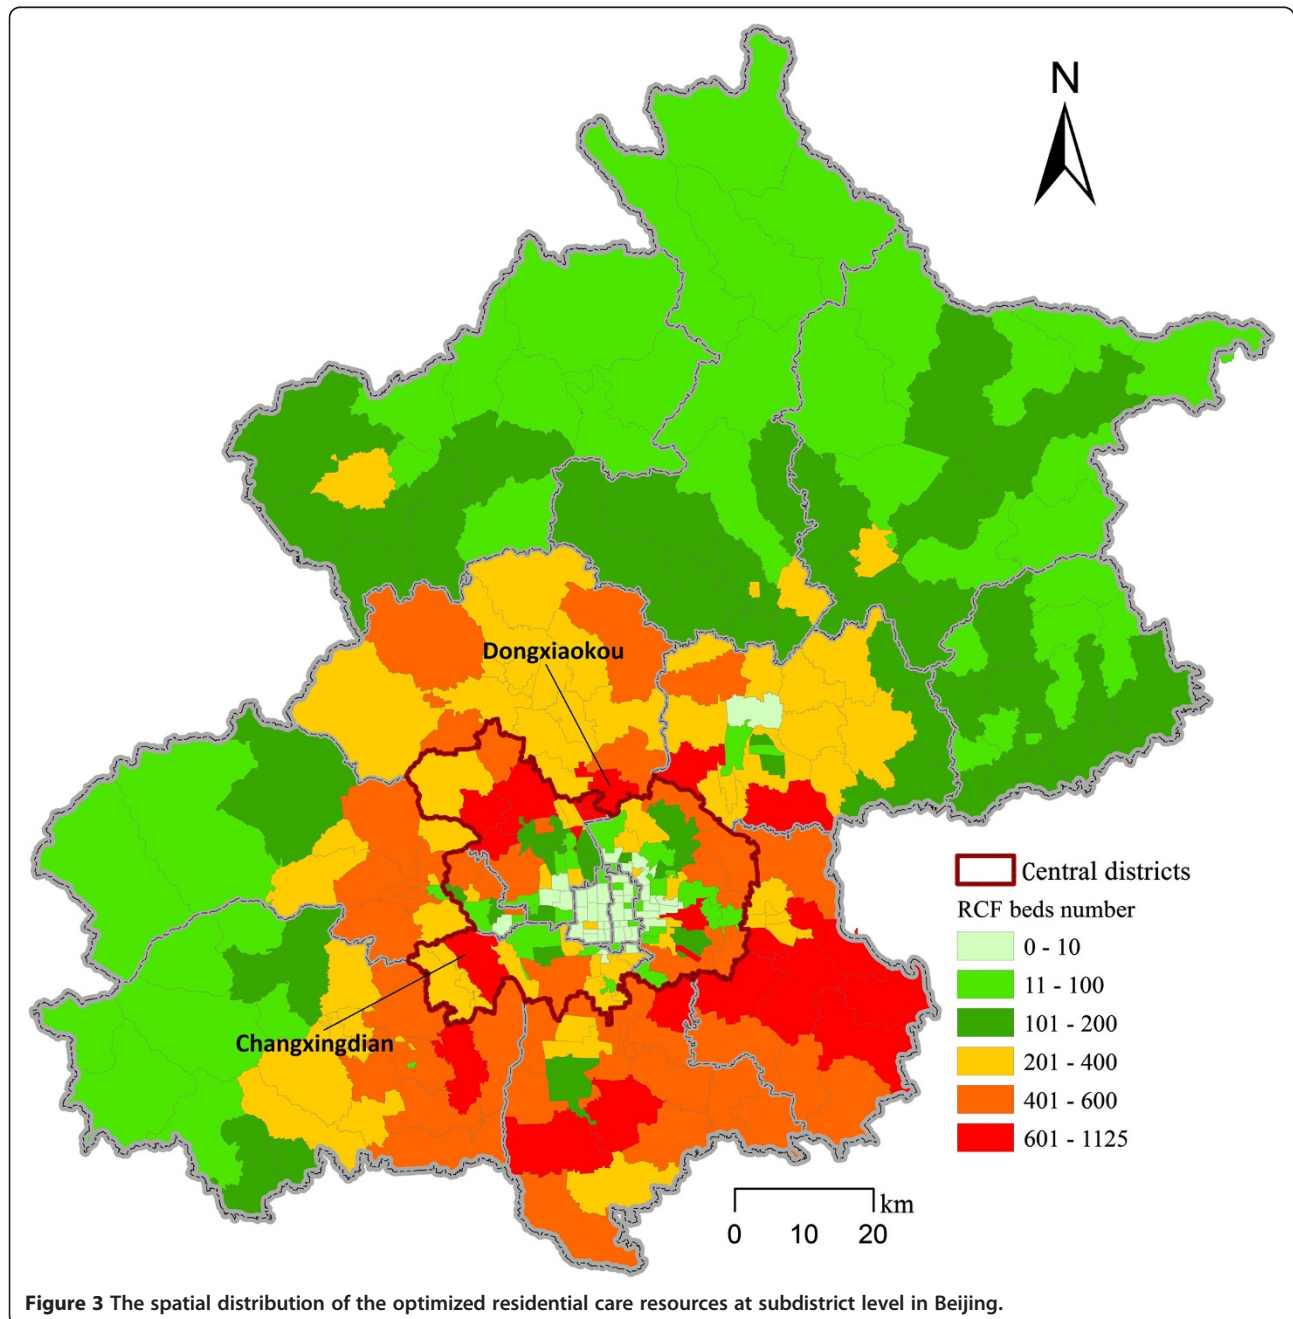 N
Dongxiaokou
Changxingdian
Central districts
RCF beds number
0 - 10
11 - 100
101 - 200
201 - 400
401 - 600
601 - 1125
km
0 10 20
Figure 3 The spatial distribution of the optimized residential care resources at subdistrict level in Beijing.